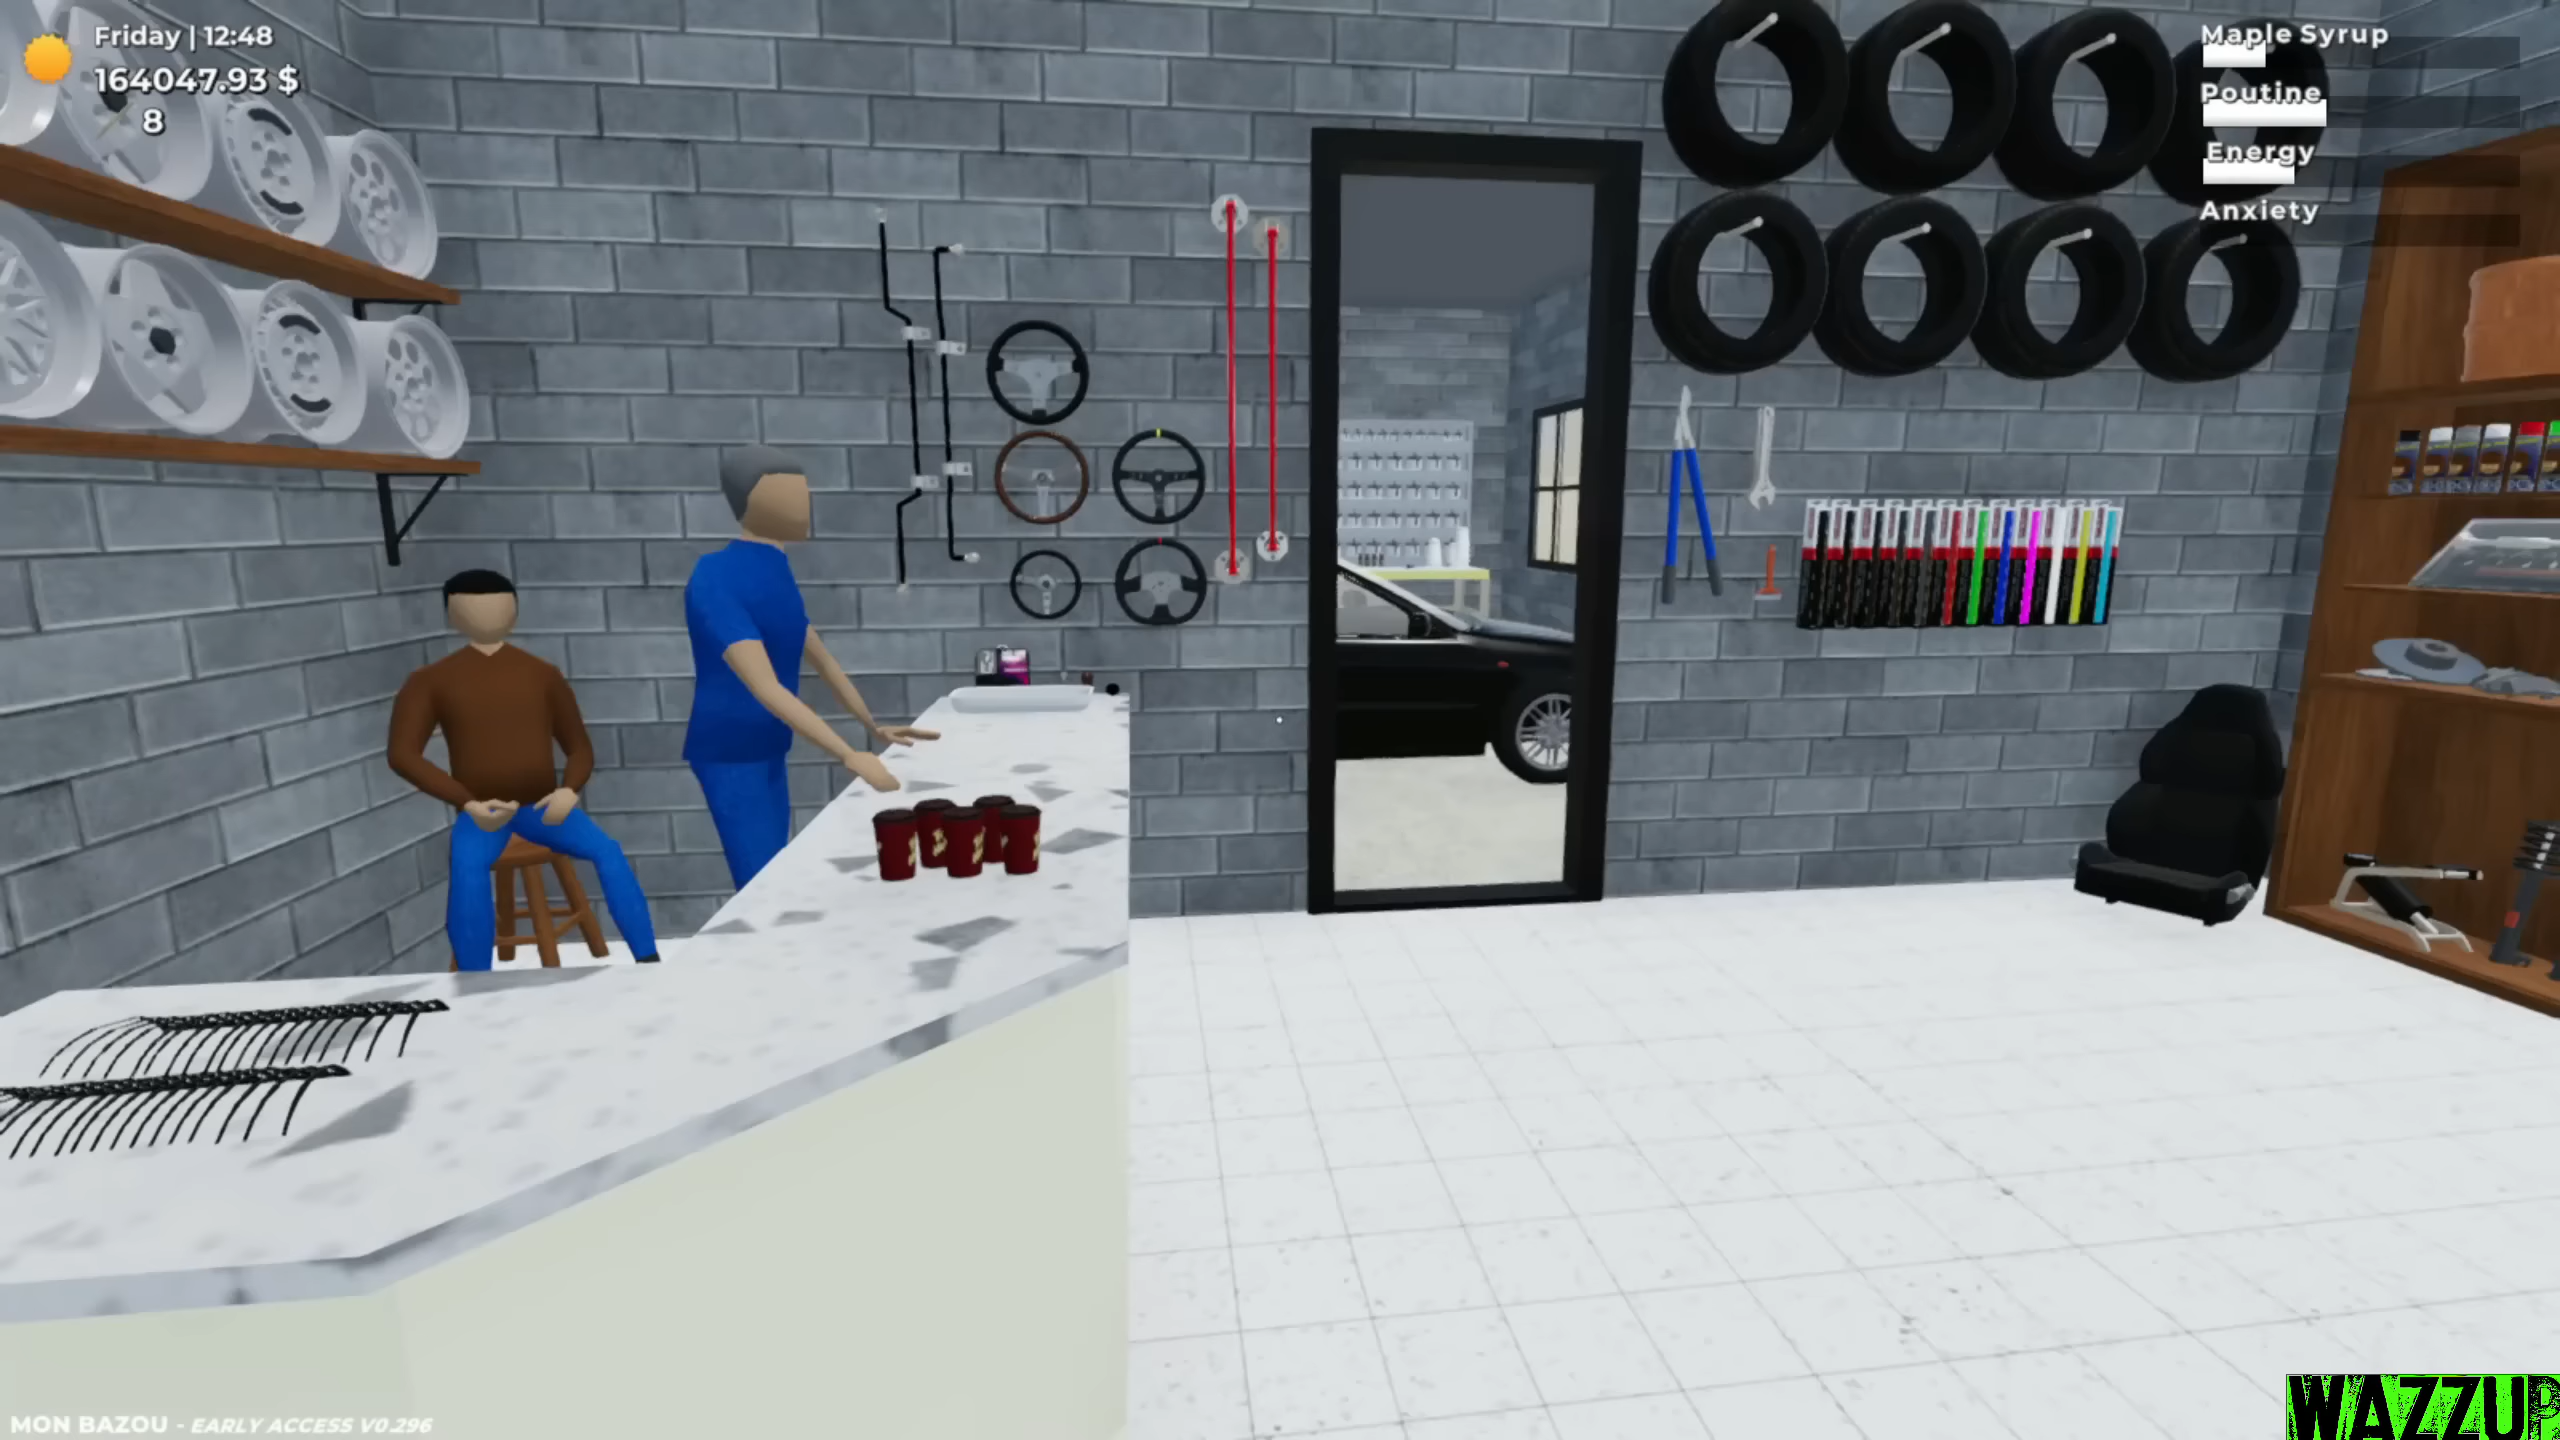 Friday | 12:48
164047.93 $
8
Maple Syrup
Poutine
Energy
Anxiety
MON BAZOU - EARLY ACCESS V0.296
WAZZUP